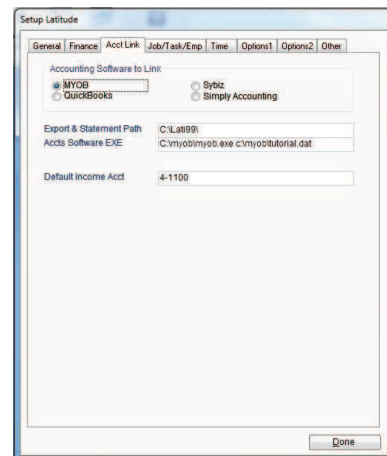 Setup Latitude
General Finance Acct Link Job/Task/Emp Time Options1 Options2 Other
Accounting Software to Link
MYOB Sybiz
QuickBooks Simply Accounting
Export & Statement Path C:\Lati99\
Accts Software EXE C:\myob\myob.exe c:\myob\tutorial.dat
Default Income Acct 4-1100
Done